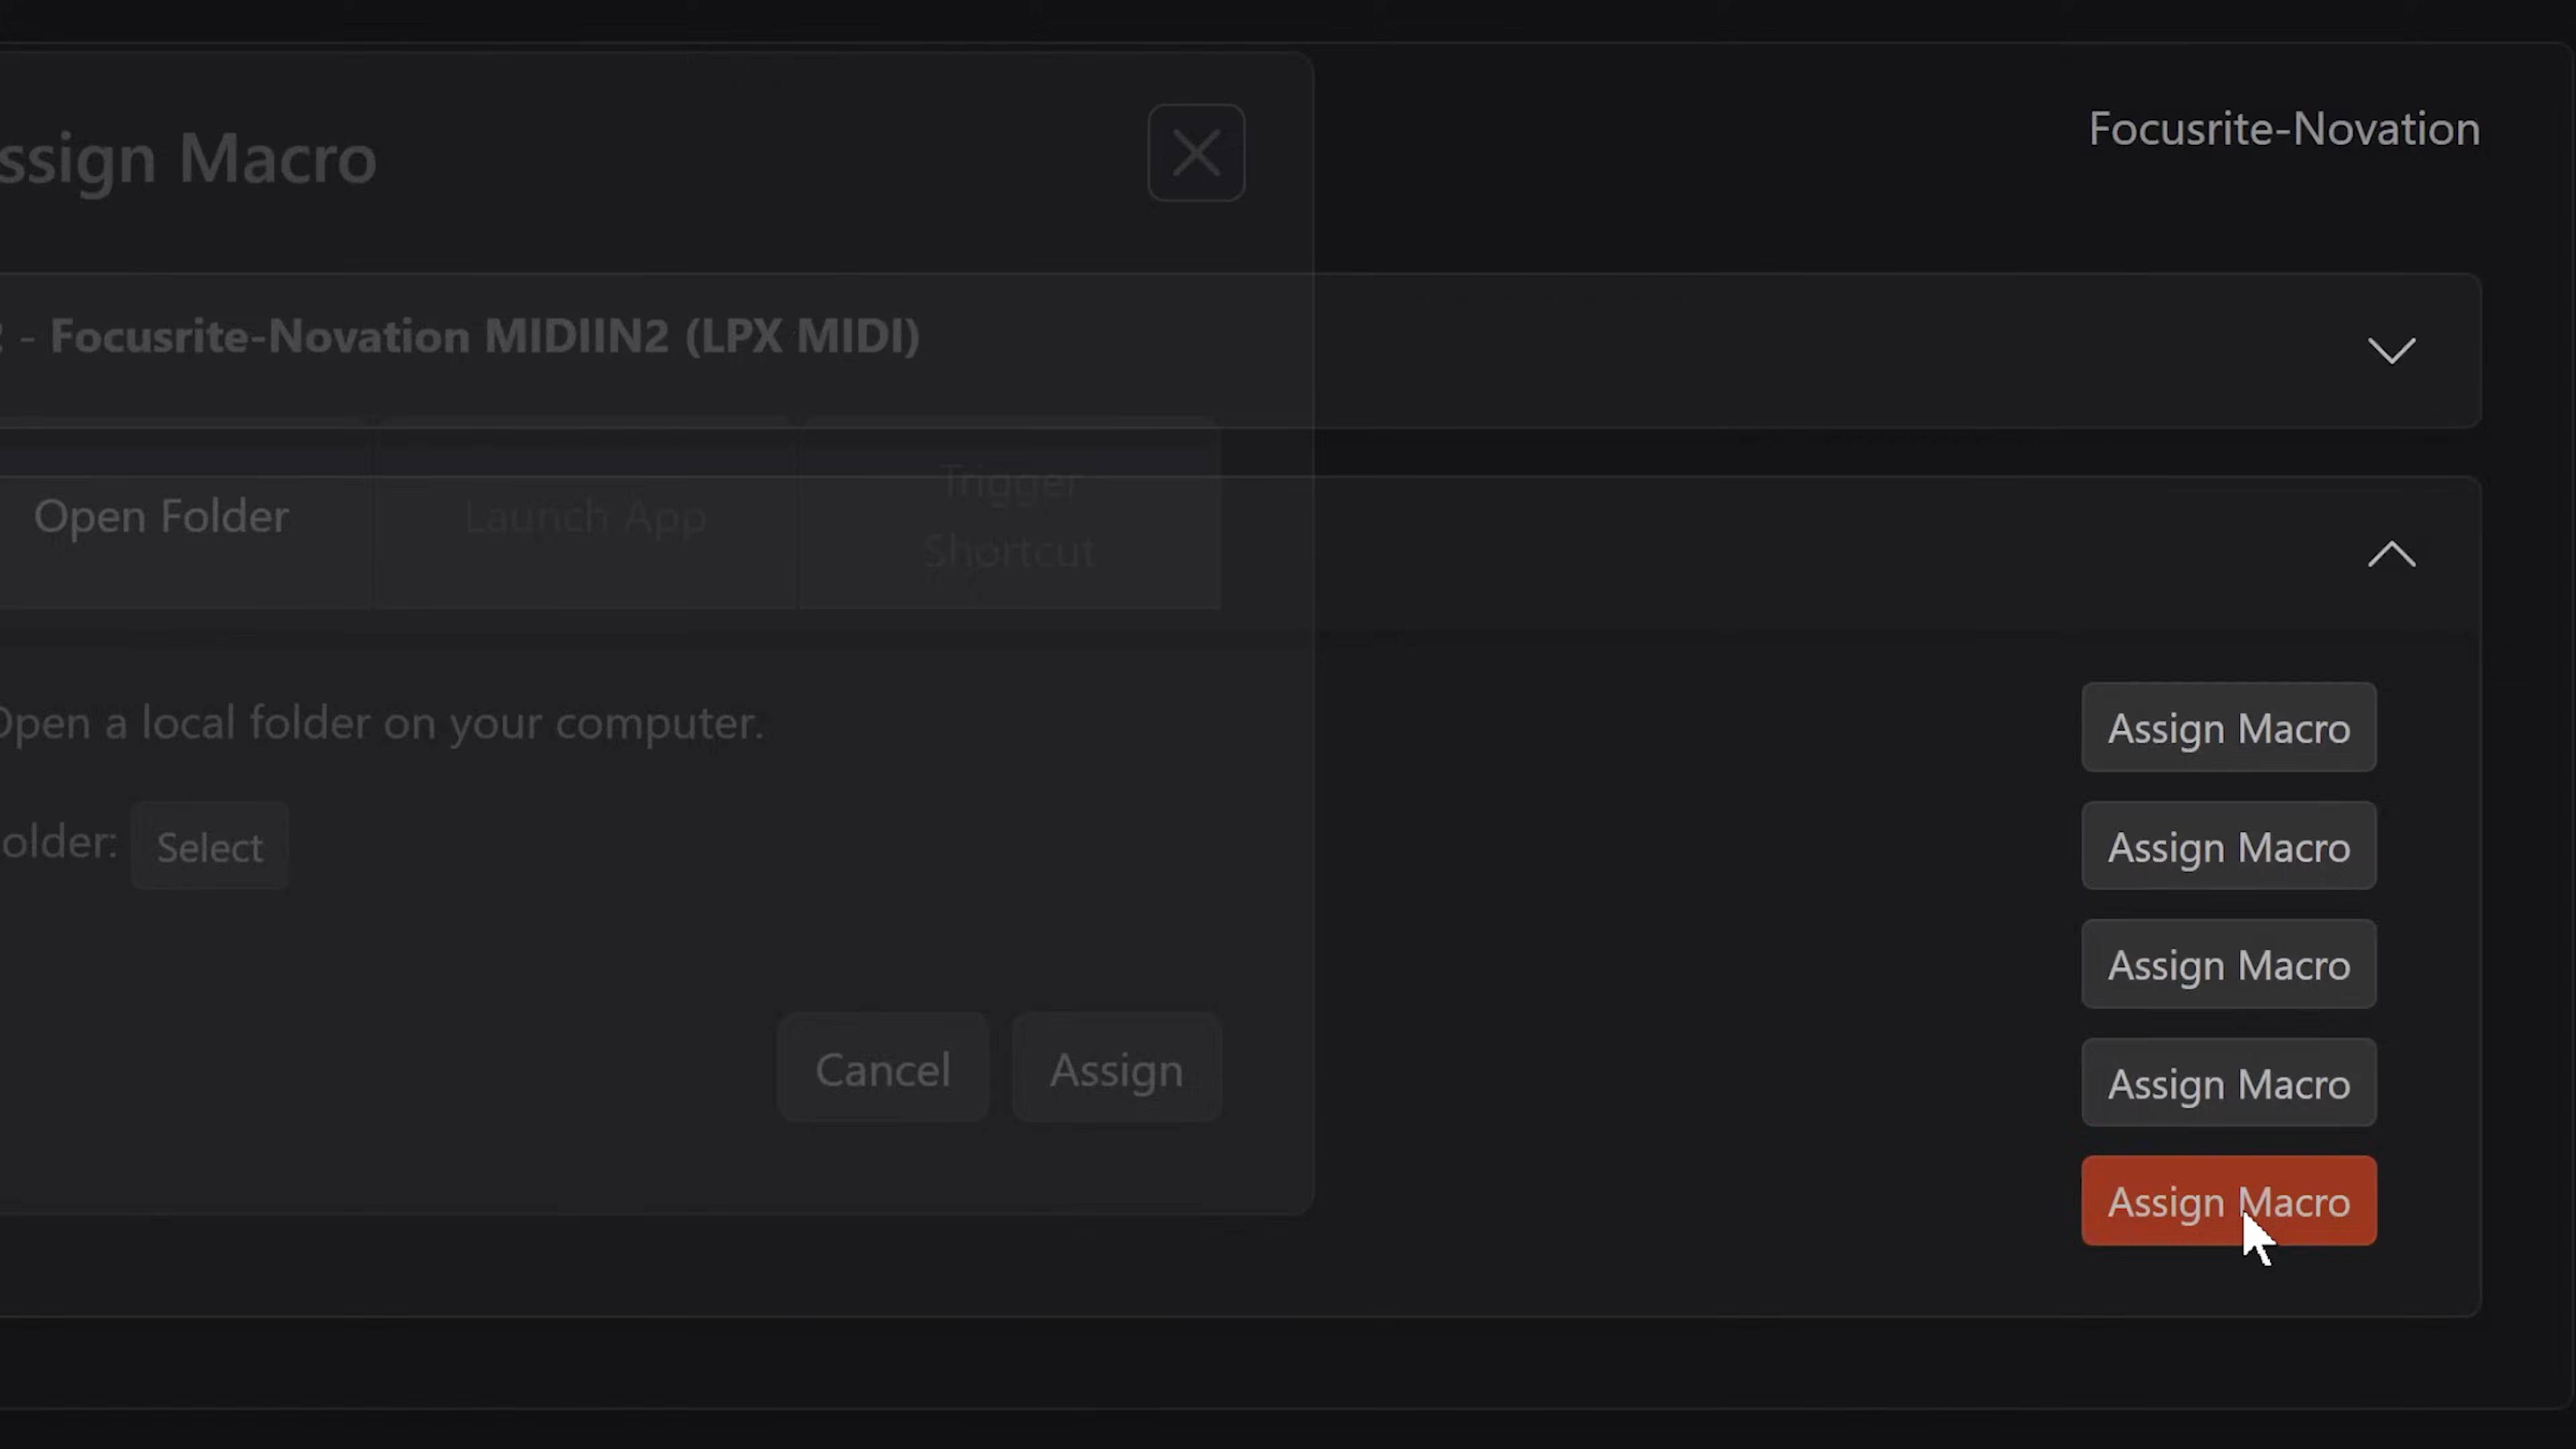 ssign Macro
Focusrite-Novation
2 - Focusrite-Novation MIDIIN2 (LPX MIDI)
Open Folder
Launch App
Trigger
Shortcut
Open a local folder on your computer.
older:
Select
Cancel
Assign
Assign Macro
Assign Macro
Assign Macro
Assign Macro
Assign Macro